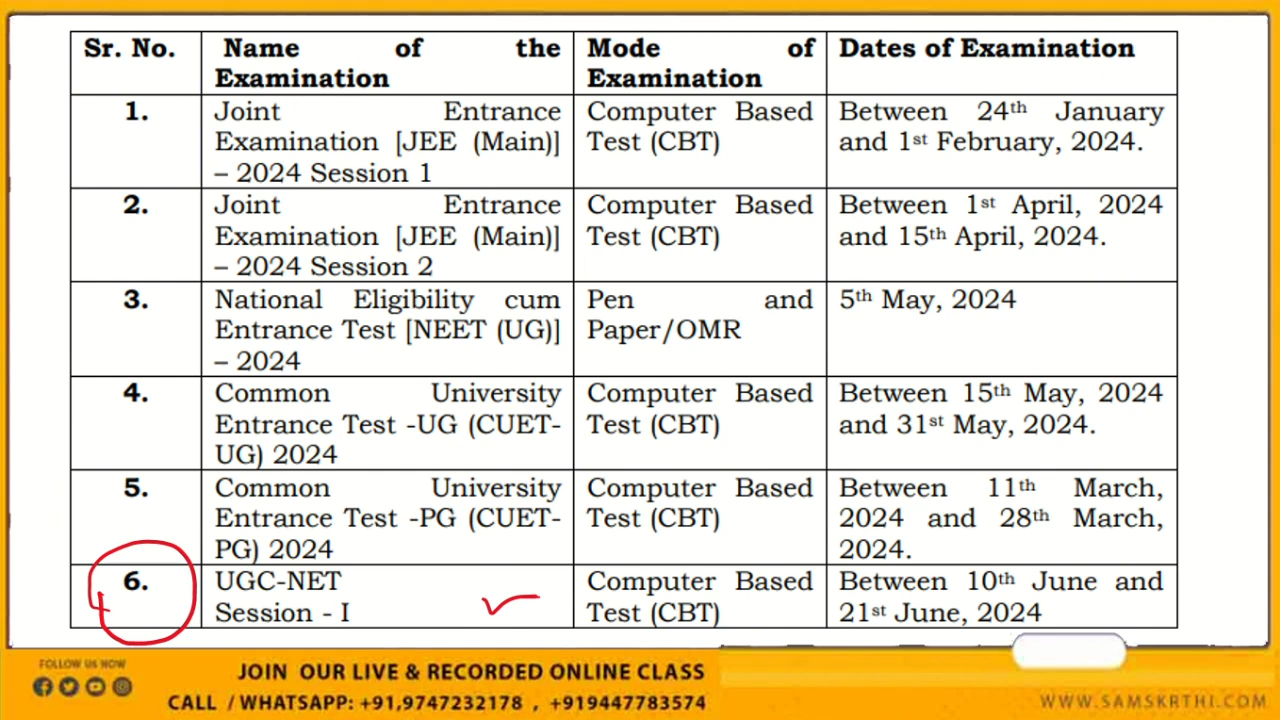 Sr. No. Name of the Examination Mode of Examination Dates of Examination
1. Joint Entrance Examination [JEE (Main)] – 2024 Session 1 Computer Based Test (CBT) Between 24th January and 1st February, 2024.
2. Joint Entrance Examination [JEE (Main)] – 2024 Session 2 Computer Based Test (CBT) Between 1st April, 2024 and 15th April, 2024.
3. National Eligibility cum Entrance Test [NEET (UG)] – 2024 Pen and Paper/OMR 5th May, 2024
4. Common University Entrance Test -UG (CUET-UG) 2024 Computer Based Test (CBT) Between 15th May, 2024 and 31st May, 2024.
5. Common University Entrance Test -PG (CUET-PG) 2024 Computer Based Test (CBT) Between 11th March, 2024 and 28th March, 2024.
6. UGC-NET Session - I Computer Based Test (CBT) Between 10th June and 21st June, 2024
FOLLOW US NOW
JOIN OUR LIVE & RECORDED ONLINE CLASS
CALL / WHATSAPP: +91,9747232178 , +919447783574
WWW.SAMSKRTHI.COM